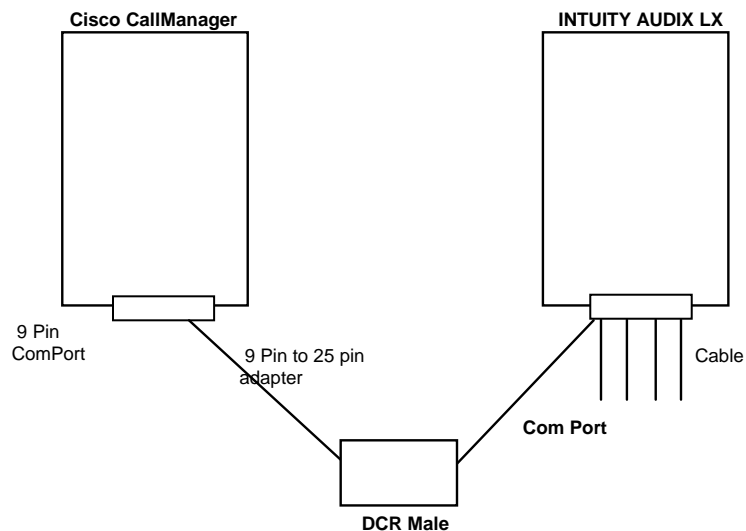 Cisco CallManager
INTUITY AUDIX LX
9 Pin
ComPort
9 Pin to 25 pin
adapter
Cable
Com Port
DCR Male